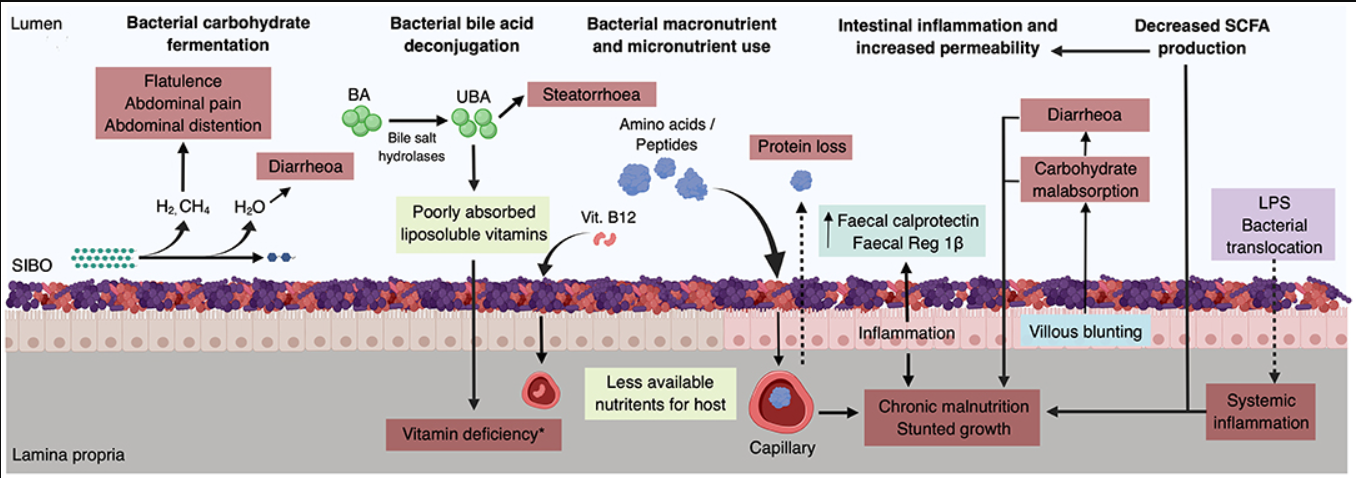 Lumen
Bacterial carbohydrate
fermentation
Bacterial bile acid
deconjugation
Bacterial macronutrient
and micronutrient use
Intestinal inflammation and
increased permeability
Decreased SCFA
production
Flatulence
Abdominal pain
Abdominal distention
Diarrheoa
H2, CH4
H2O
SIBO
BA
UBA
Bile salt
hydrolases
Steatorrhoea
Poorly absorbed
liposoluble vitamins
Vit. B12
Amino acids /
Peptides
Protein loss
Faecal calprotectin
Faecal Reg 1β
Diarrheoa
Carbohydrate
malabsorption
LPS
Bacterial
translocation
Inflammation
Villous blunting
Less available
nutritents for host
Vitamin deficiency*
Capillary
Chronic malnutrition
Stunted growth
Systemic
inflammation
Lamina propria